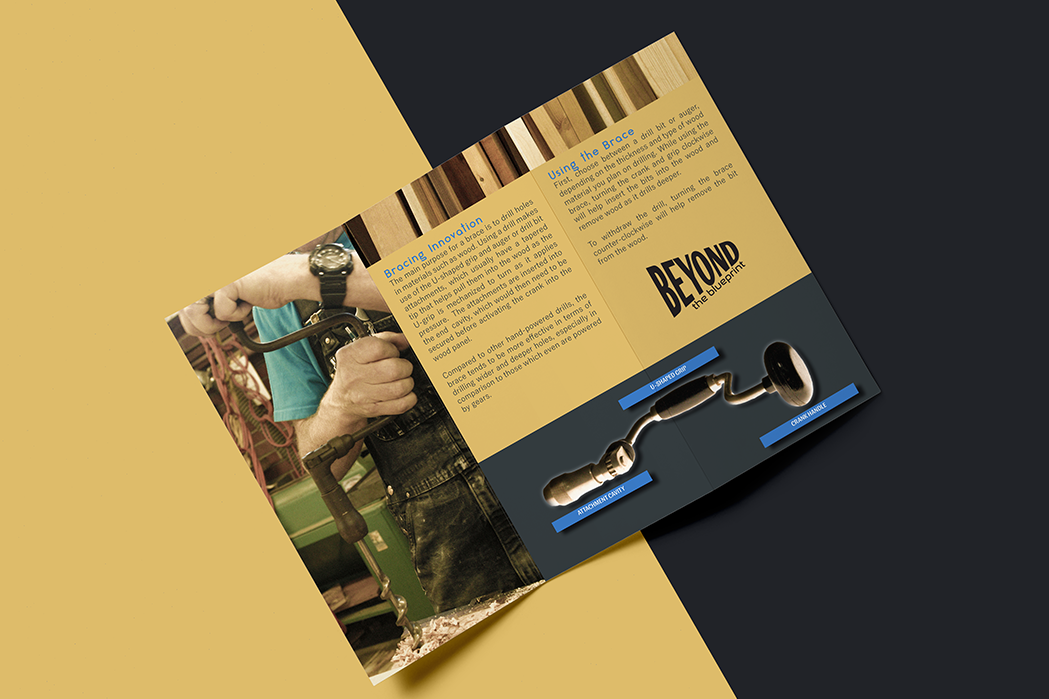 Bracing Innovation
The main purpose for a brace is to drill holes
in materials such as wood. Using a drill makes
use of the U-shaped grip and auger or drill bit
attachments, which usually have a tapered
tip that helps pull them into the wood as the
U-grip is mechanized to turn as it applies
pressure. The attachments are inserted into
the end cavity, which would then need to be
secured before activating the crank into the
wood panel.
Compared to other hand-powered drills, the
brace tends to be more effective in terms of
drilling wider and deeper holes, especially in
comparison to those which even are powered
by gears.
Using the Brace
First, choose between a drill bit or auger,
depending on the thickness and type of wood
material you plan on drilling. While using the
brace, turning the crank and grip clockwise
will help insert the bits into the wood and
remove wood as it drills deeper.
To withdraw the drill, turning the brace
counter-clockwise will help remove the bit
from the wood.
BEYOND
the blueprint
U-SHAPED GRIP
CRANK HANDLE
ATTACHMENT CAVITY